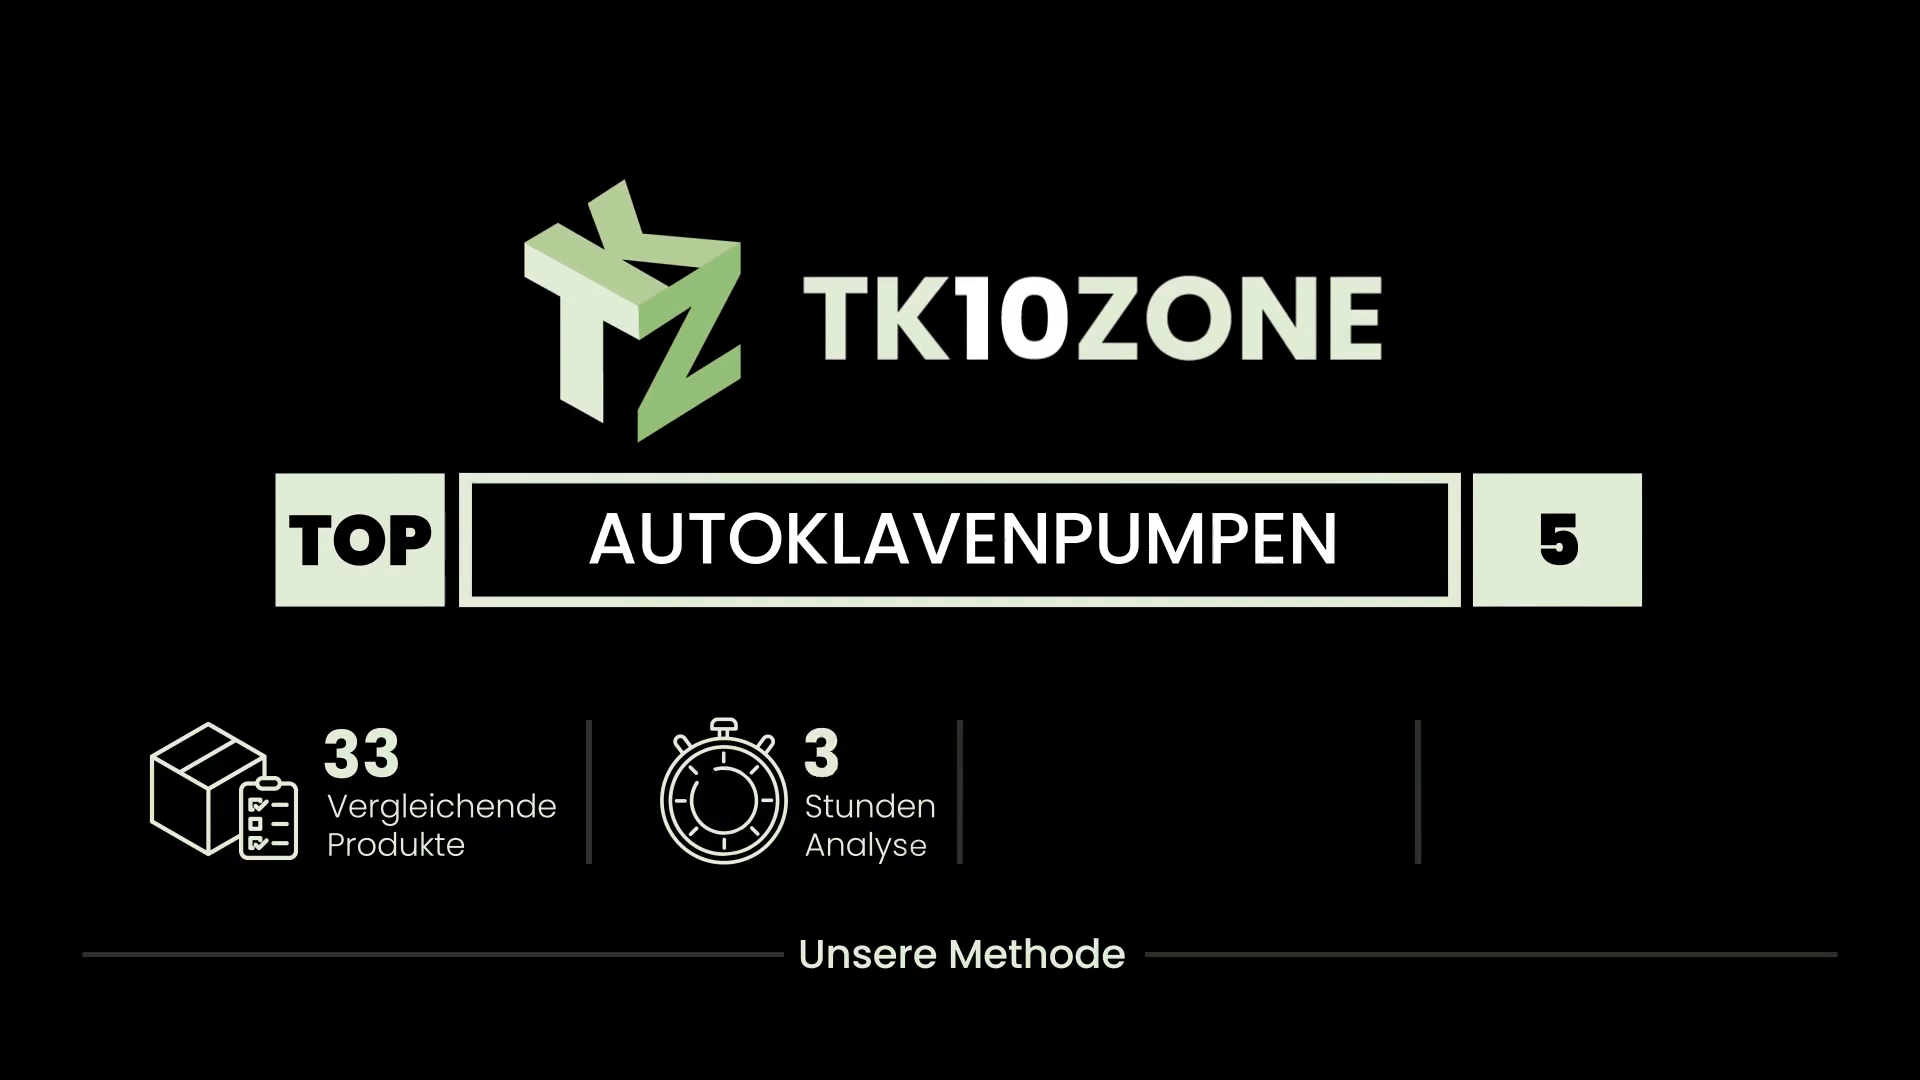 TK10ZONE
TOP AUTOKLAVENPUMPEN 5
33
Vergleichende
Produkte
3
Stunden
Analyse
Unsere Methode